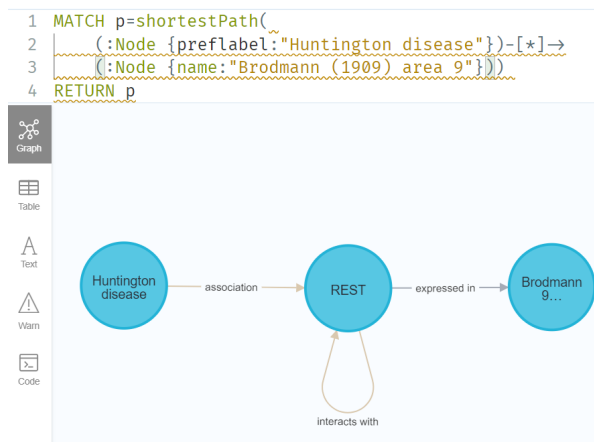 1 MATCH p=shortestPath(
2 (:Node {preflabel:"Huntington disease"})-[*]->
3 (:Node {name:"Brodmann (1909) area 9"}))
4 RETURN p
Graph
Table
Text
Warn
Code
Huntington
disease
association
REST
expressed in
Brodmann
9...
interacts with